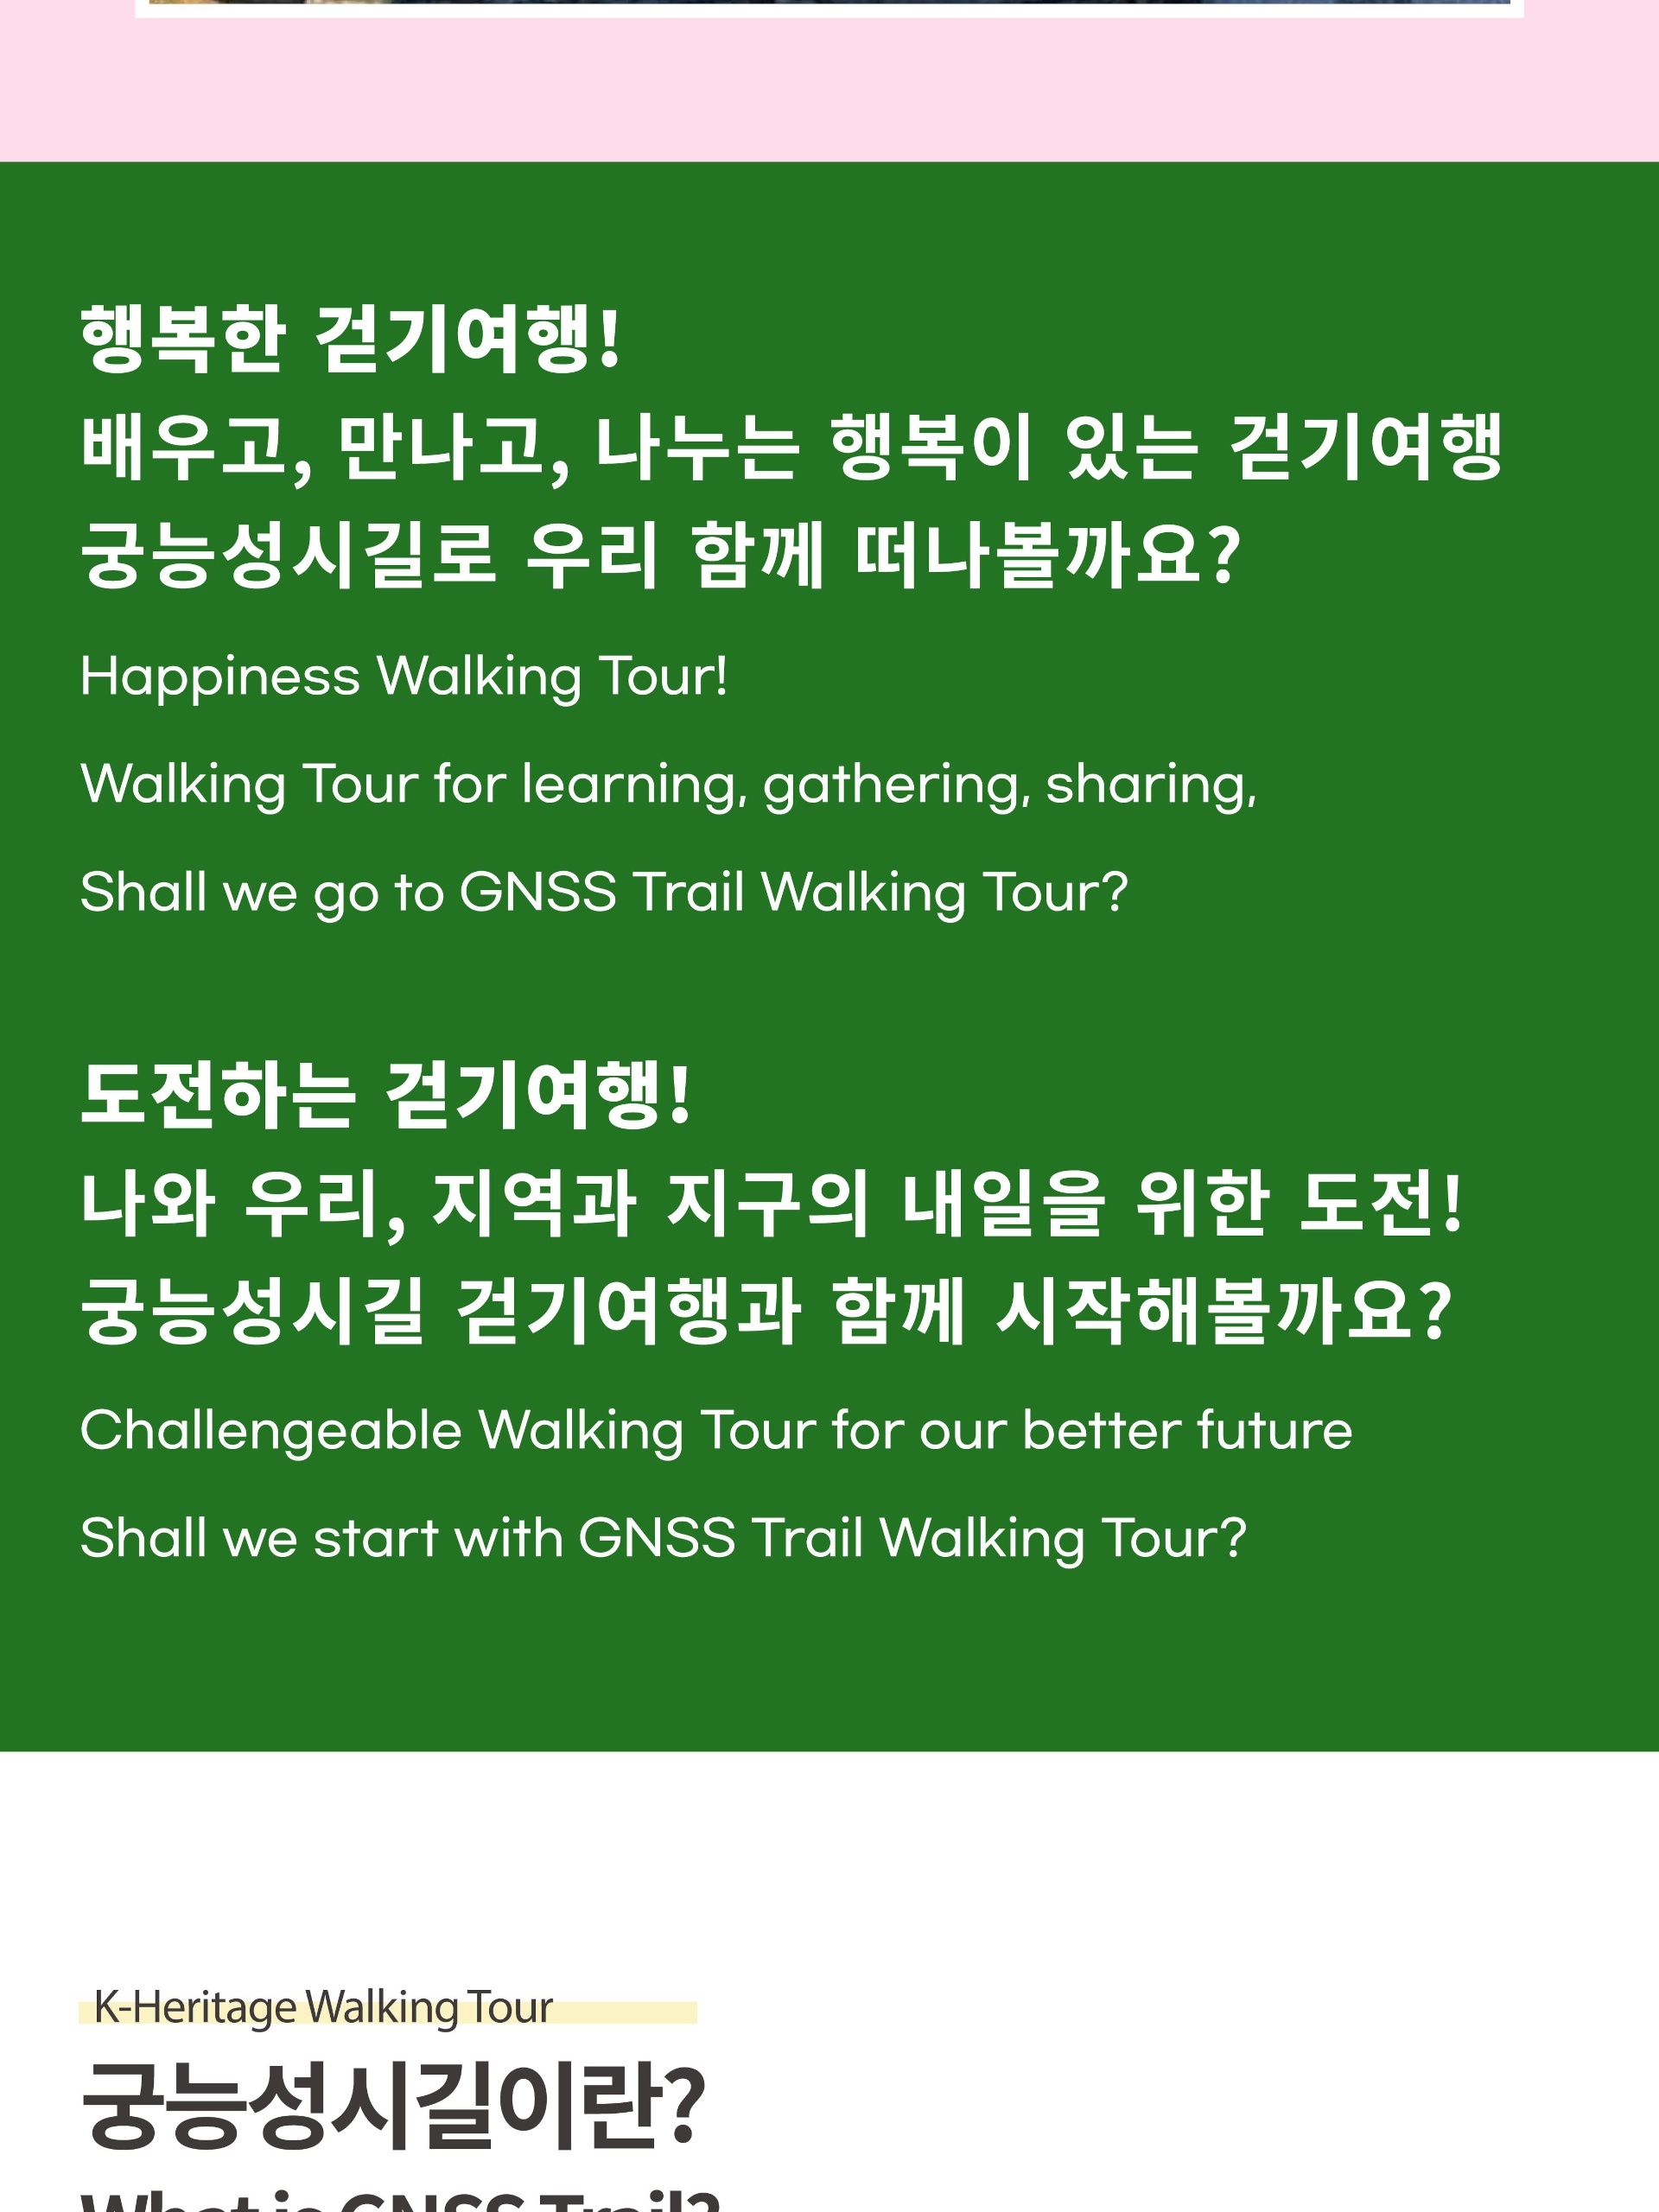 행복한 걷기여행!
배우고, 만나고, 나누는 행복이 있는 걷기여행
궁능성시길로 우리 함께 떠나볼까요?
Happiness Walking Tour!
Walking Tour for learning, gathering, sharing,
Shall we go to GNSS Trail Walking Tour?
도전하는 걷기여행!
나와 우리, 지역과 지구의 내일을 위한 도전!
궁능성시길 걷기여행과 함께 시작해볼까요?
Challengeable Walking Tour for our better future
Shall we start with GNSS Trail Walking Tour?
K-Heritage Walking Tour
궁능성시길이란?
What is GNSS Trail?